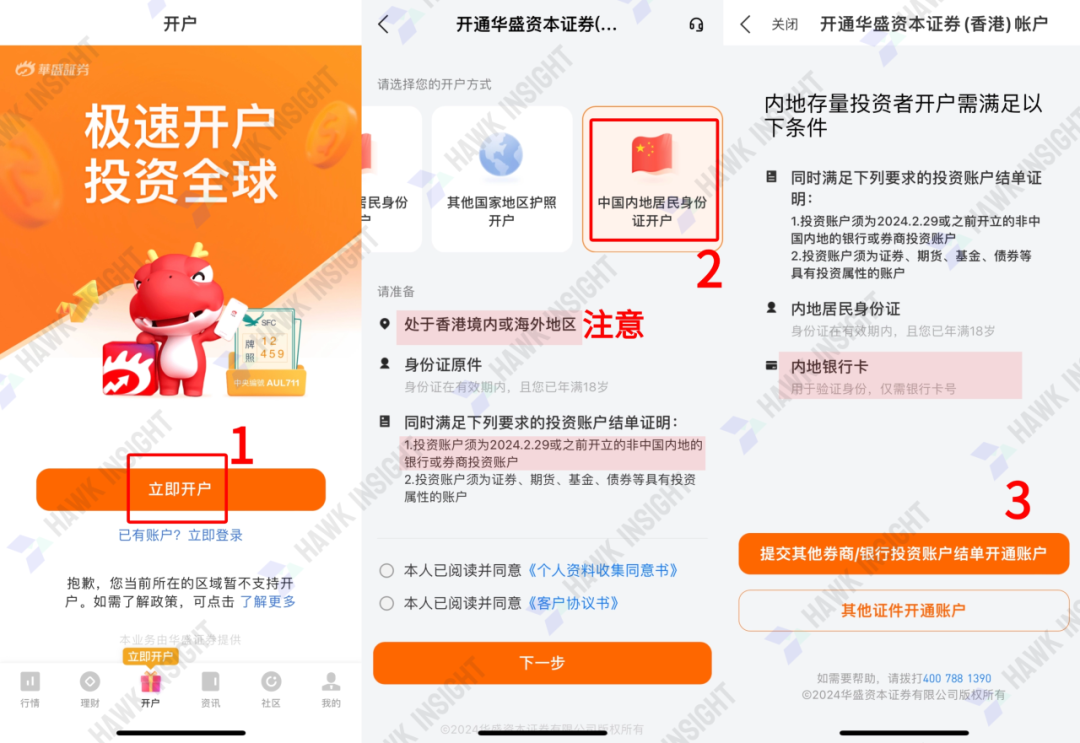 开户
華盛証券
极速开户
投资全球
SFC
牌照
12
459
中央编号 AUL711
1
立即开户
已有账户？立即登录
抱歉，您当前所在的区域暂不支持开
户。如需了解政策，可点击 了解更多
本业务由华盛证券提供
立即开户
行情
理财
开户
资讯
社区
我的
开通华盛资本证券(...
请选择您的开户方式
居民身份
户
其他国家地区护照
开户
中国内地居民身份
证开户
2
请准备
处于香港境内或海外地区
注意
身份证原件
身份证在有效期内，且您已年满18岁
同时满足下列要求的投资账户结单证明：
1.投资账户须为2024.2.29或之前开立的非中国内地的
银行或券商投资账户
2.投资账户须为证券、期货、基金、债券等具有投资
属性的账户
本人已阅读并同意《个人资料收集同意书》
本人已阅读并同意《客户协议书》
下一步
©2024华盛资本证券有限公司版权所有
关闭
开通华盛资本证券（香港）帐户
内地存量投资者开户需满足以
下条件
同时满足下列要求的投资账户结单证
明：
1.投资账户须为2024.2.29或之前开立的非中
国内地的银行或券商投资账户
2.投资账户须为证券、期货、基金、债券等
具有投资属性的账户
内地居民身份证
身份证在有效期内，且您已年满18岁
内地银行卡
用于验证身份，仅需银行卡号
3
提交其他券商/银行投资账户结单开通账户
其他证件开通账户
如需要帮助，请拨打400 788 1390
©2024华盛资本证券有限公司版权所有
HAWK INSIGHT